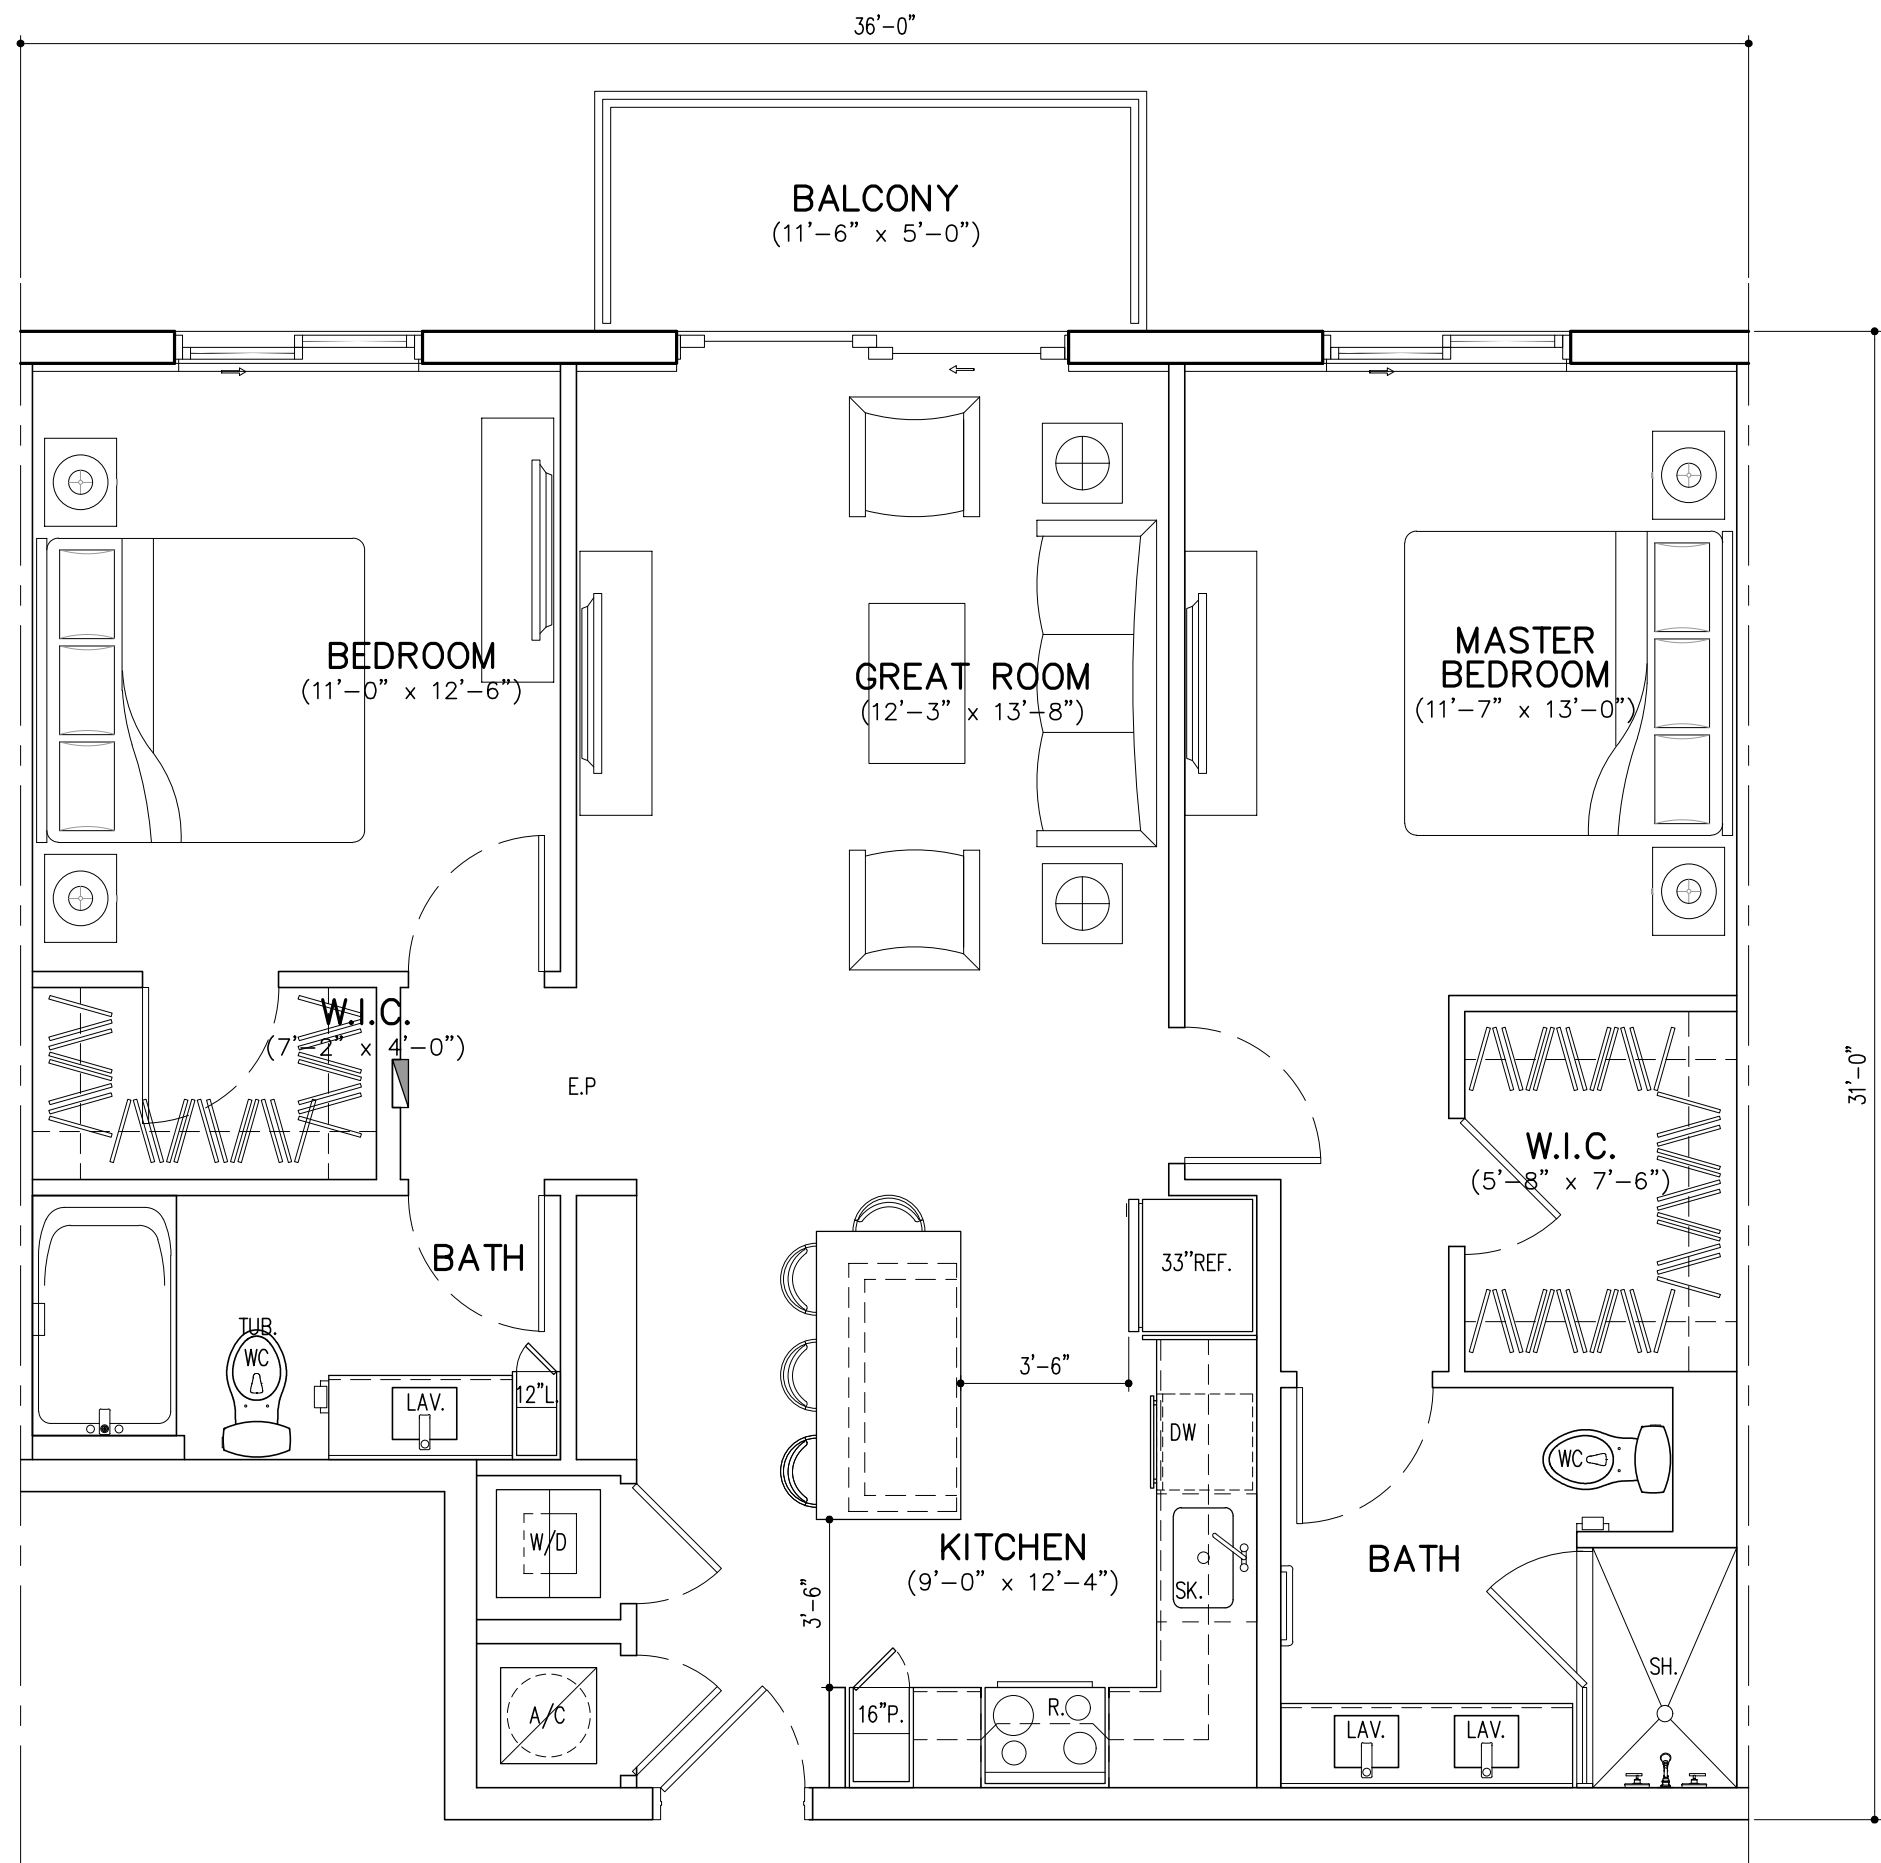 36'-0"
BALCONY
(11'-6" x 5'-0")
BEDROOM
(11'-0" x 12'-6")
GREAT ROOM
(12'-3" x 13'-8")
MASTER
BEDROOM
(11'-7" x 13'-0")
W.I.C.
(7'-2" x 4'-0")
E.P
31'-0"
W.I.C.
(5'-8" x 7'-6")
BATH
33"REF.
TUB.
WC
3'-6"
12"L.
LAV.
DW
WC
W/D
KITCHEN
(9'-0" x 12'-4")
BATH
SK.
3'-6"
SH.
A/C
16"P.
R.
LAV.
LAV.